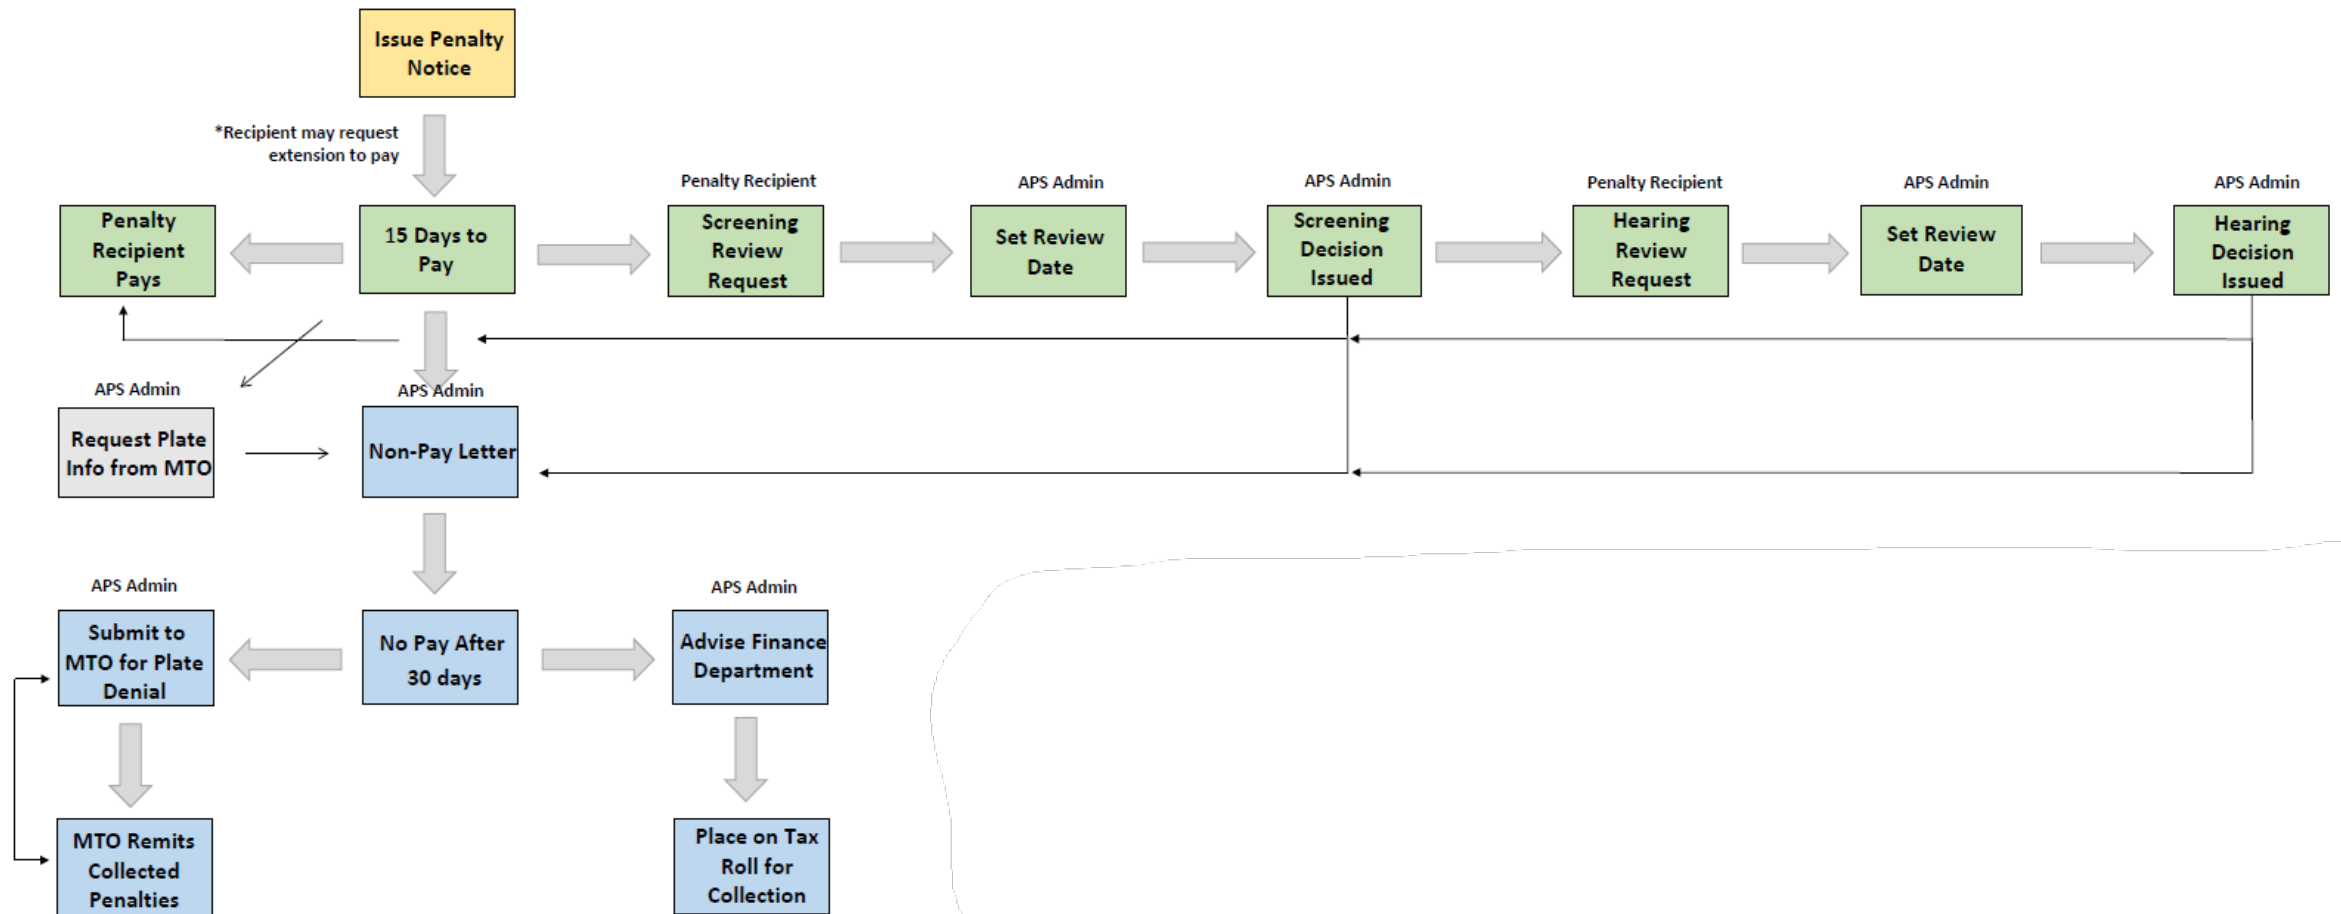 Issue Penalty
Notice
*Recipient may request
extension to pay
Penalty
Recipient
Pays
15 Days to
Pay
Penalty Recipient
Screening
Review
Request
APS Admin
Set Review
Date
APS Admin
Screening
Decision
Issued
Penalty Recipient
Hearing
Review
Request
APS Admin
Set Review
Date
APS Admin
Hearing
Decision
Issued
APS Admin
Request Plate
Info from MTO
APS Admin
Non-Pay Letter
APS Admin
Submit to
MTO for Plate
Denial
No Pay After
30 days
APS Admin
Advise Finance
Department
MTO Remits
Collected
Penalties
Place on Tax
Roll for
Collection